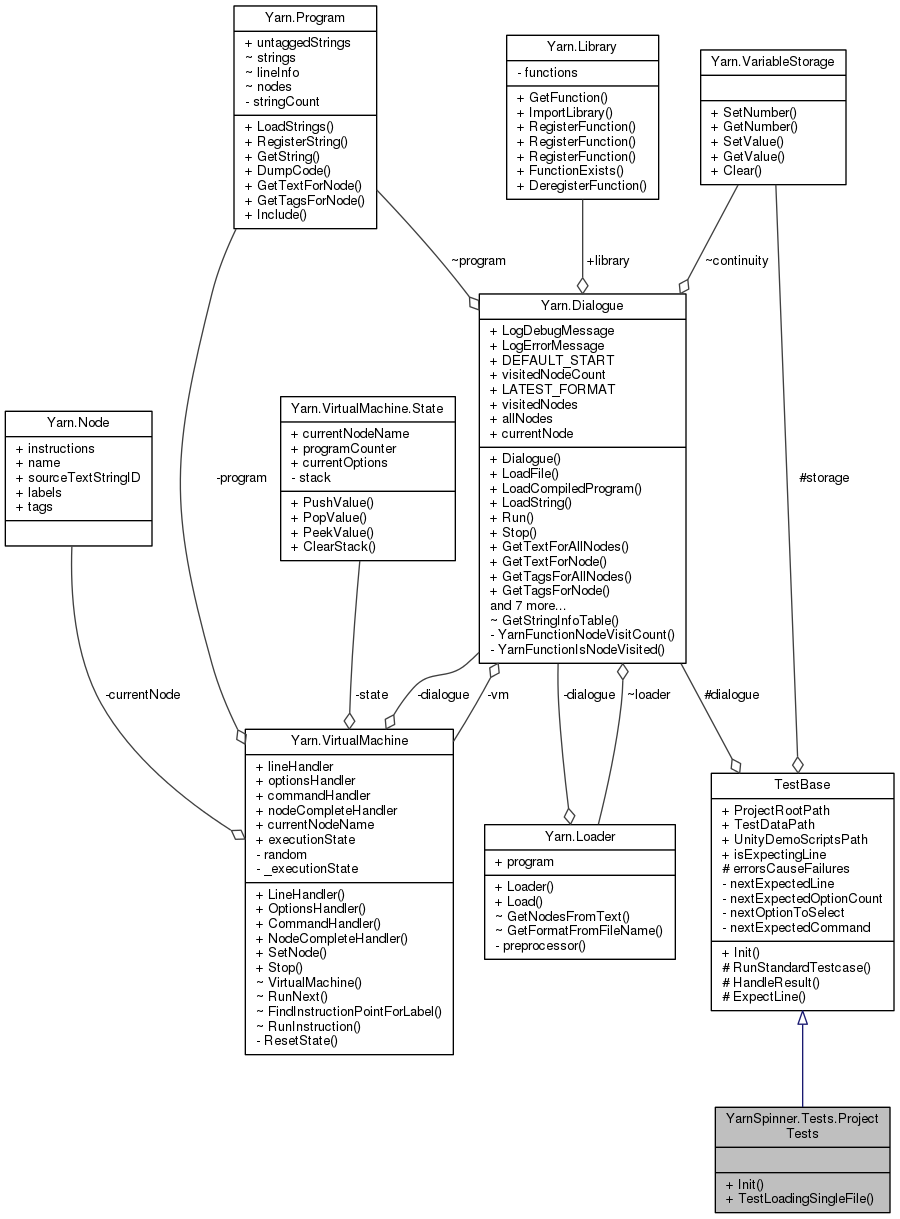 Yarn.Program
+ untaggedStrings
~ strings
~ lineInfo
~ nodes
- stringCount
+ LoadStrings()
+ RegisterString()
+ GetString()
+ DumpCode()
+ GetTextForNode()
+ GetTagsForNode()
+ Include()
Yarn.Library
- functions
+ GetFunction()
+ ImportLibrary()
+ RegisterFunction()
+ RegisterFunction()
+ RegisterFunction()
+ FunctionExists()
+ DeregisterFunction()
Yarn.VariableStorage
+ SetNumber()
+ GetNumber()
+ SetValue()
+ GetValue()
+ Clear()
~program
+library
~continuity
Yarn.Dialogue
+ LogDebugMessage
+ LogErrorMessage
+ DEFAULT_START
+ visitedNodeCount
+ LATEST_FORMAT
+ visitedNodes
+ allNodes
+ currentNode
+ Dialogue()
+ LoadFile()
+ LoadCompiledProgram()
+ LoadString()
+ Run()
+ Stop()
+ GetTextForAllNodes()
+ GetTextForNode()
+ GetTagsForAllNodes()
+ GetTagsForNode()
and 7 more...
~ GetStringInfoTable()
- YarnFunctionNodeVisitCount()
- YarnFunctionIsNodeVisited()
Yarn.Node
+ instructions
+ name
+ sourceTextStringID
+ labels
+ tags
-program
Yarn.VirtualMachine.State
+ currentNodeName
+ programCounter
+ currentOptions
- stack
+ PushValue()
+ PopValue()
+ PeekValue()
+ ClearStack()
#storage
-currentNode
-state
-dialogue
-vm
-dialogue
~loader
#dialogue
Yarn.VirtualMachine
+ lineHandler
+ optionsHandler
+ commandHandler
+ nodeCompleteHandler
+ currentNodeName
+ executionState
- random
- _executionState
+ LineHandler()
+ OptionsHandler()
+ CommandHandler()
+ NodeCompleteHandler()
+ SetNode()
+ Stop()
~ VirtualMachine()
~ RunNext()
~ FindInstructionPointForLabel()
~ RunInstruction()
- ResetState()
Yarn.Loader
+ program
+ Loader()
+ Load()
~ GetNodesFromText()
~ GetFormatFromFileName()
- preprocessor()
TestBase
+ ProjectRootPath
+ TestDataPath
+ UnityDemoScriptsPath
+ isExpectingLine
# errorsCauseFailures
- nextExpectedLine
- nextExpectedOptionCount
- nextOptionToSelect
- nextExpectedCommand
+ Init()
# RunStandardTestcase()
# HandleResult()
# ExpectLine()
YarnSpinner.Tests.Project
Tests
+ Init()
+ TestLoadingSingleFile()